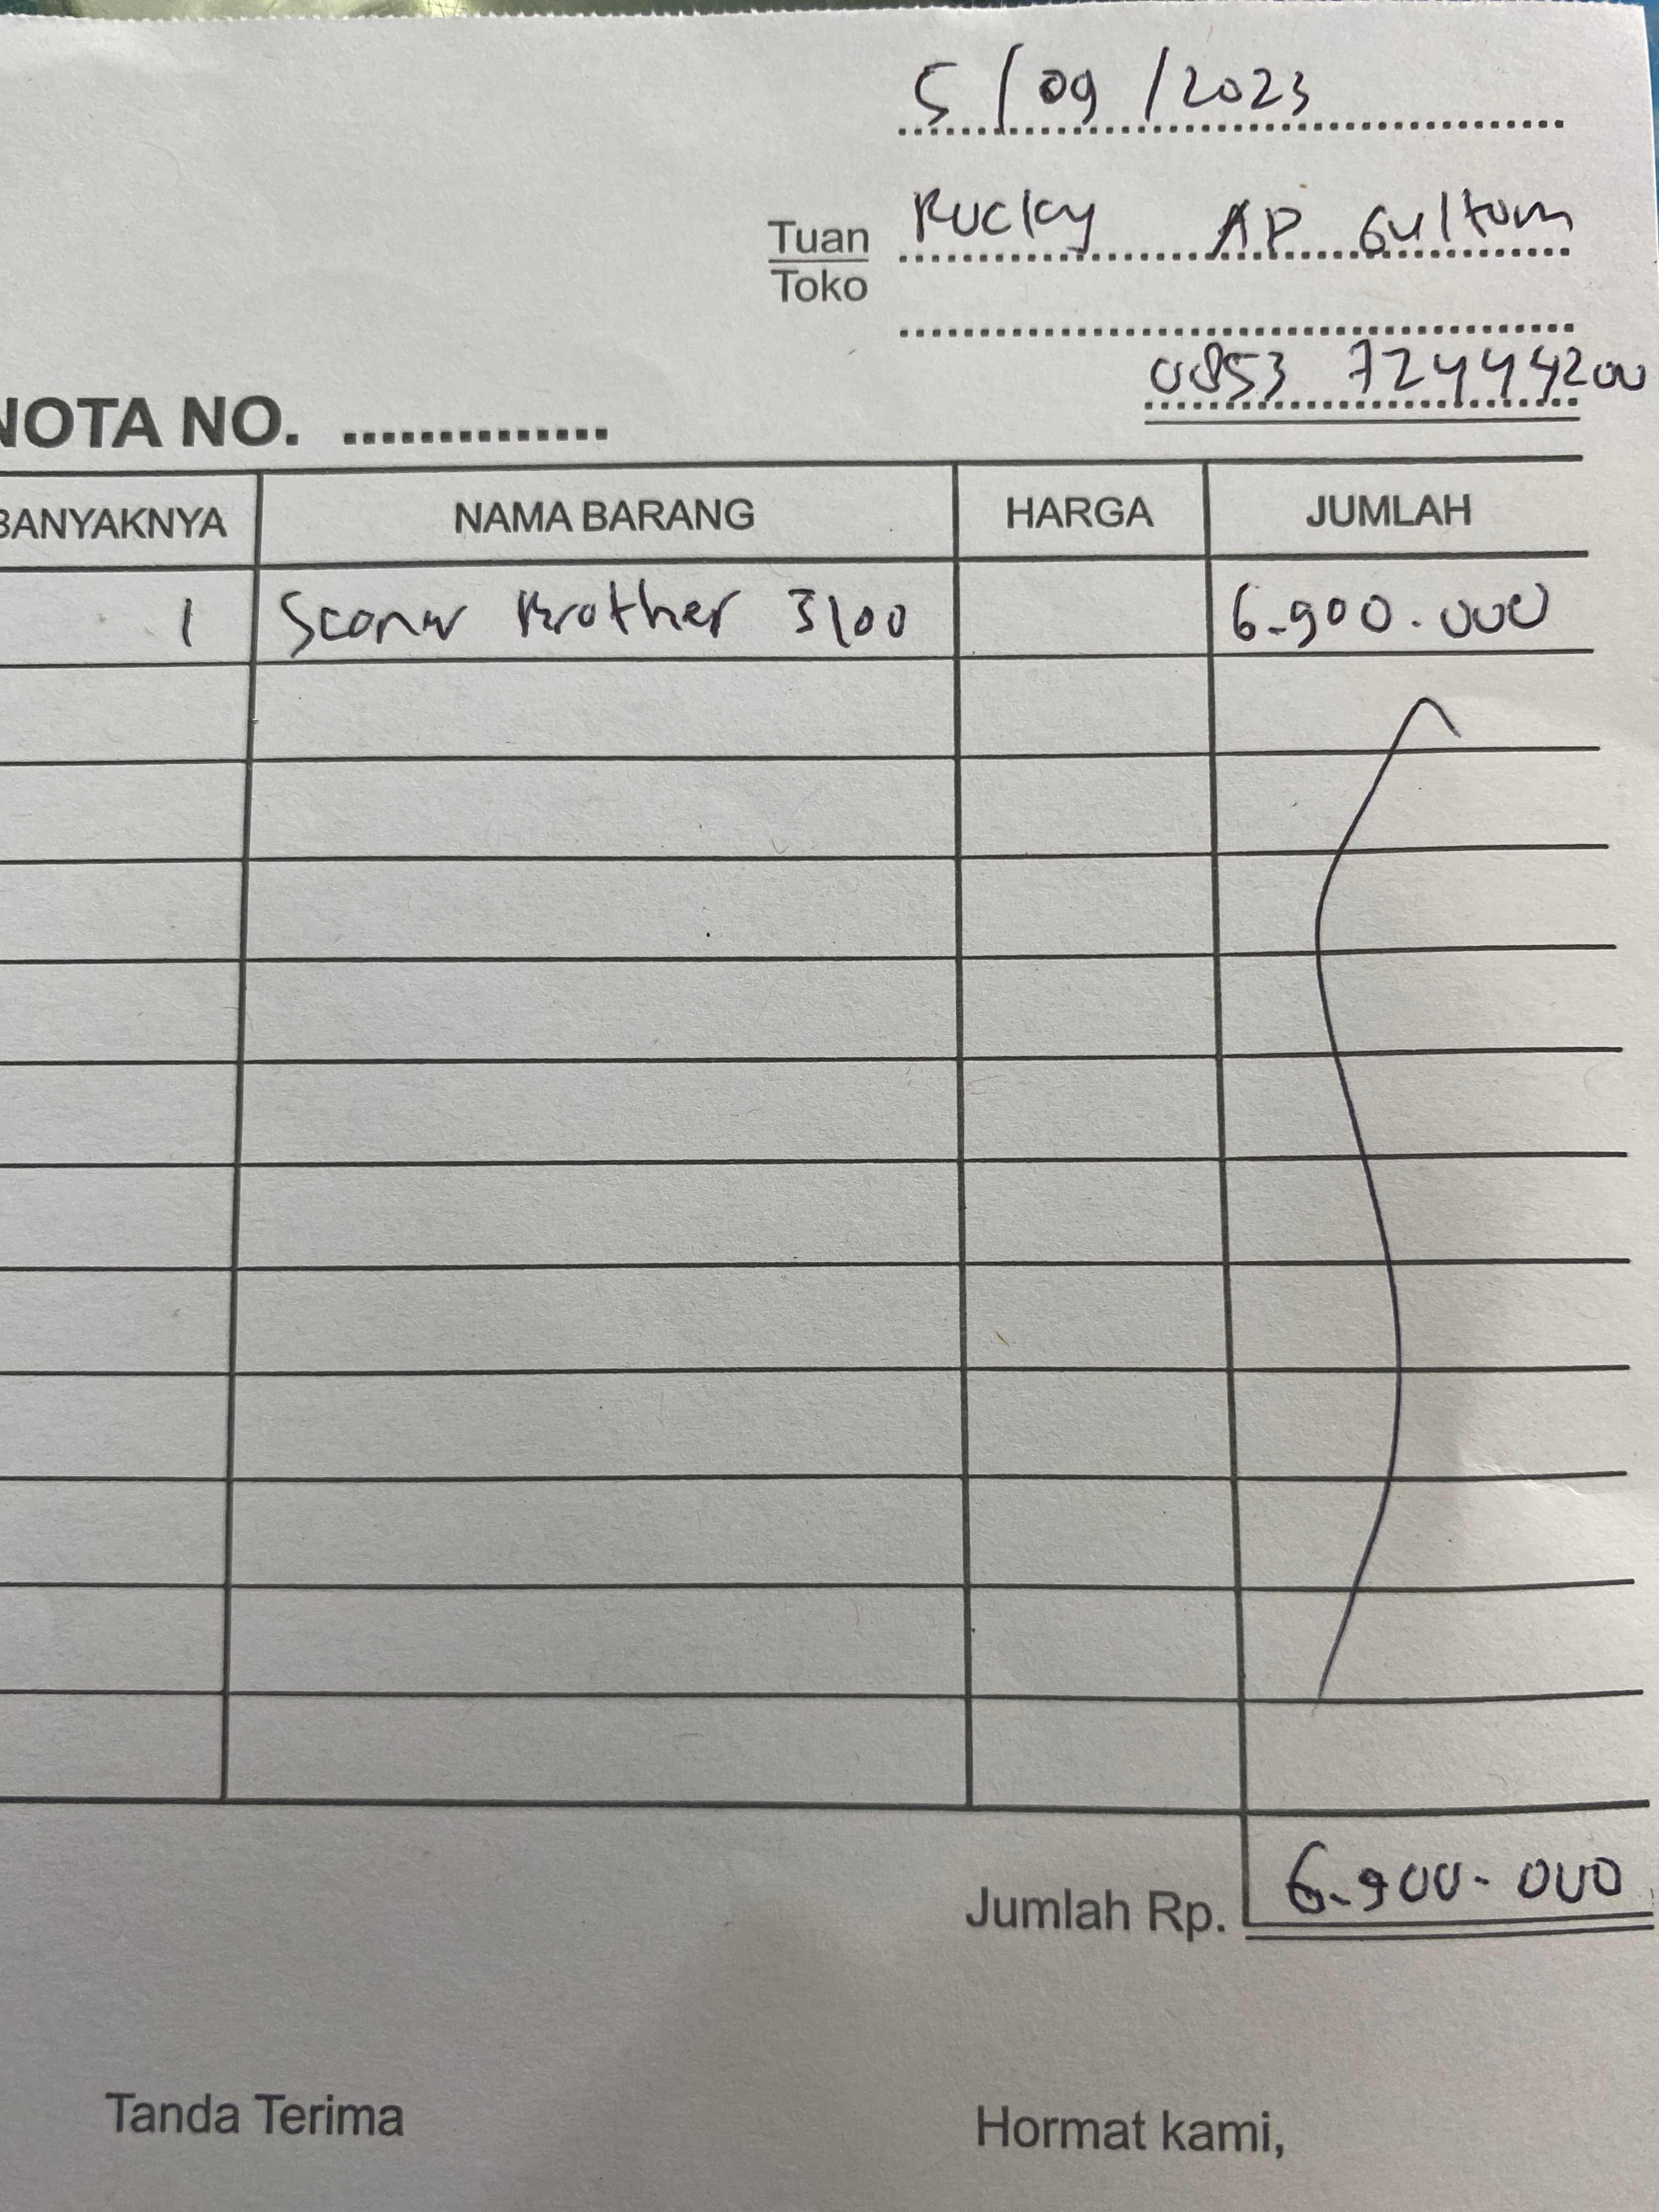 5/09/2023
Tuan Rucky AP Gultom
Toko
0853 72444200
NOTA NO. ..............
BANYAKNYA NAMA BARANG HARGA JUMLAH
1 Scaner Brother 3100 6.900.000
Jumlah Rp. 6.900.000
Tanda Terima Hormat kami,